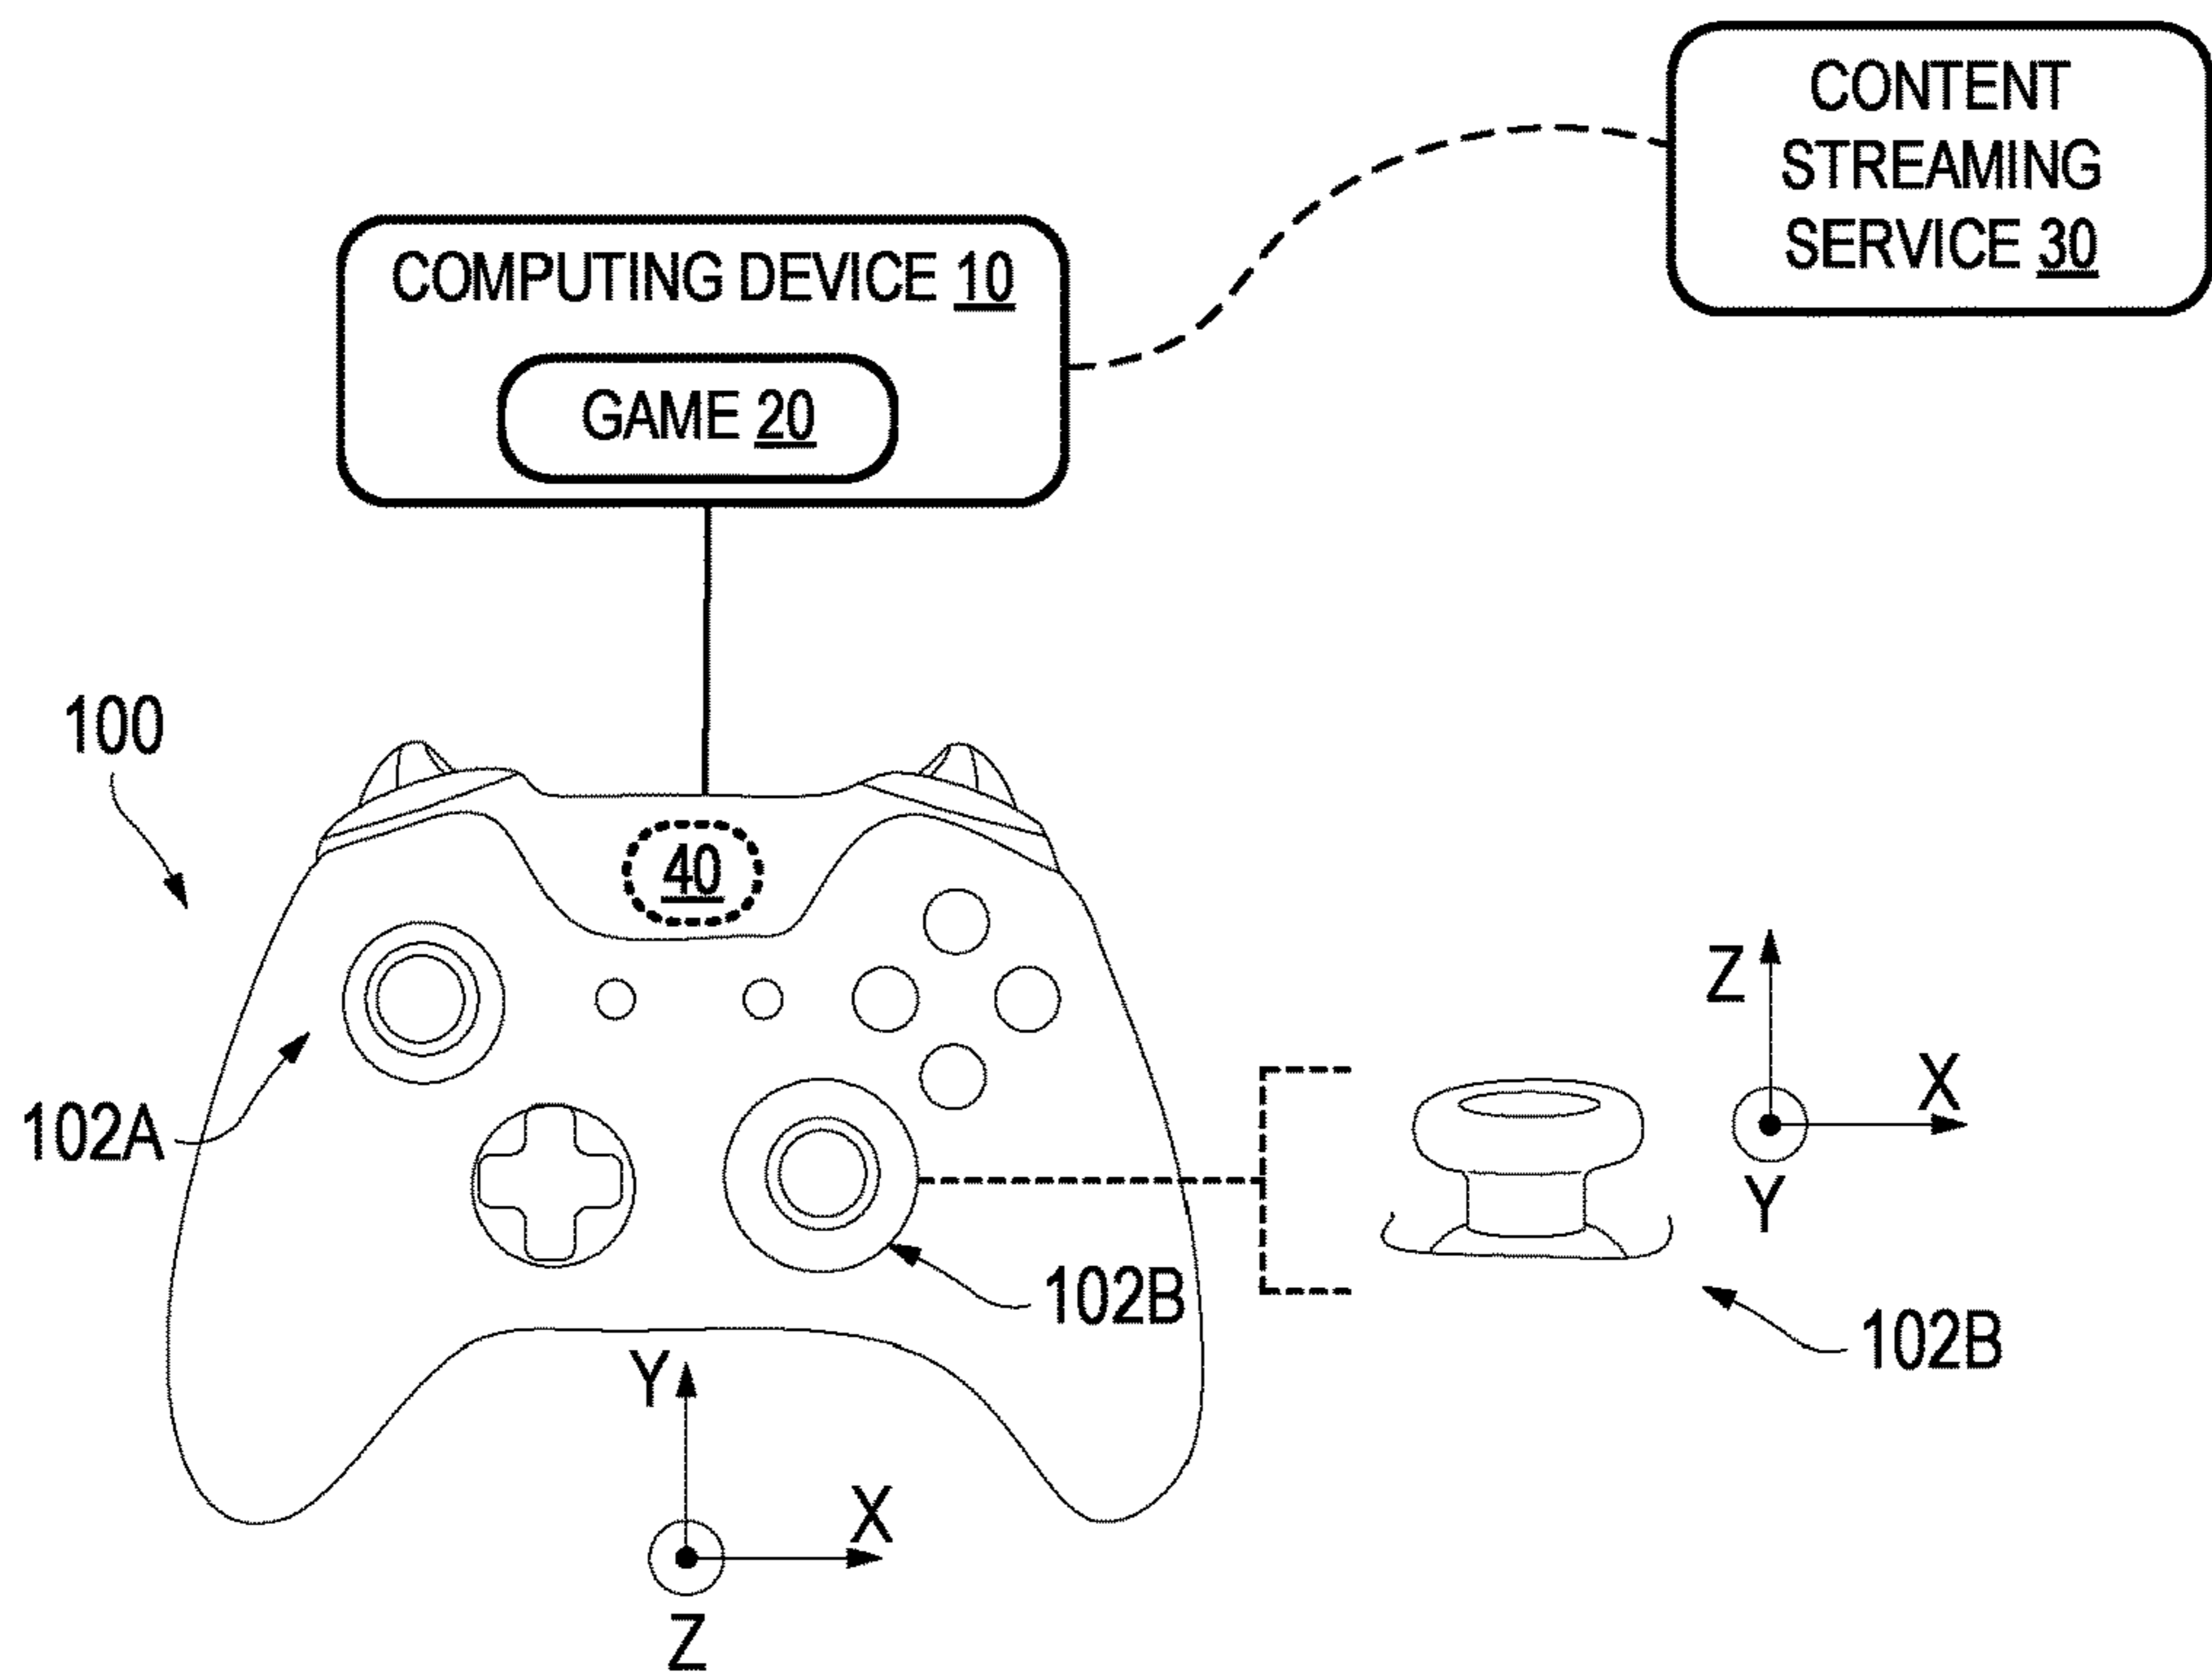 CONTENT
STREAMING
SERVICE 30
COMPUTING DEVICE 10
GAME 20
100
40
102A
102B
Z
X
Y
102B
Y
X
Z